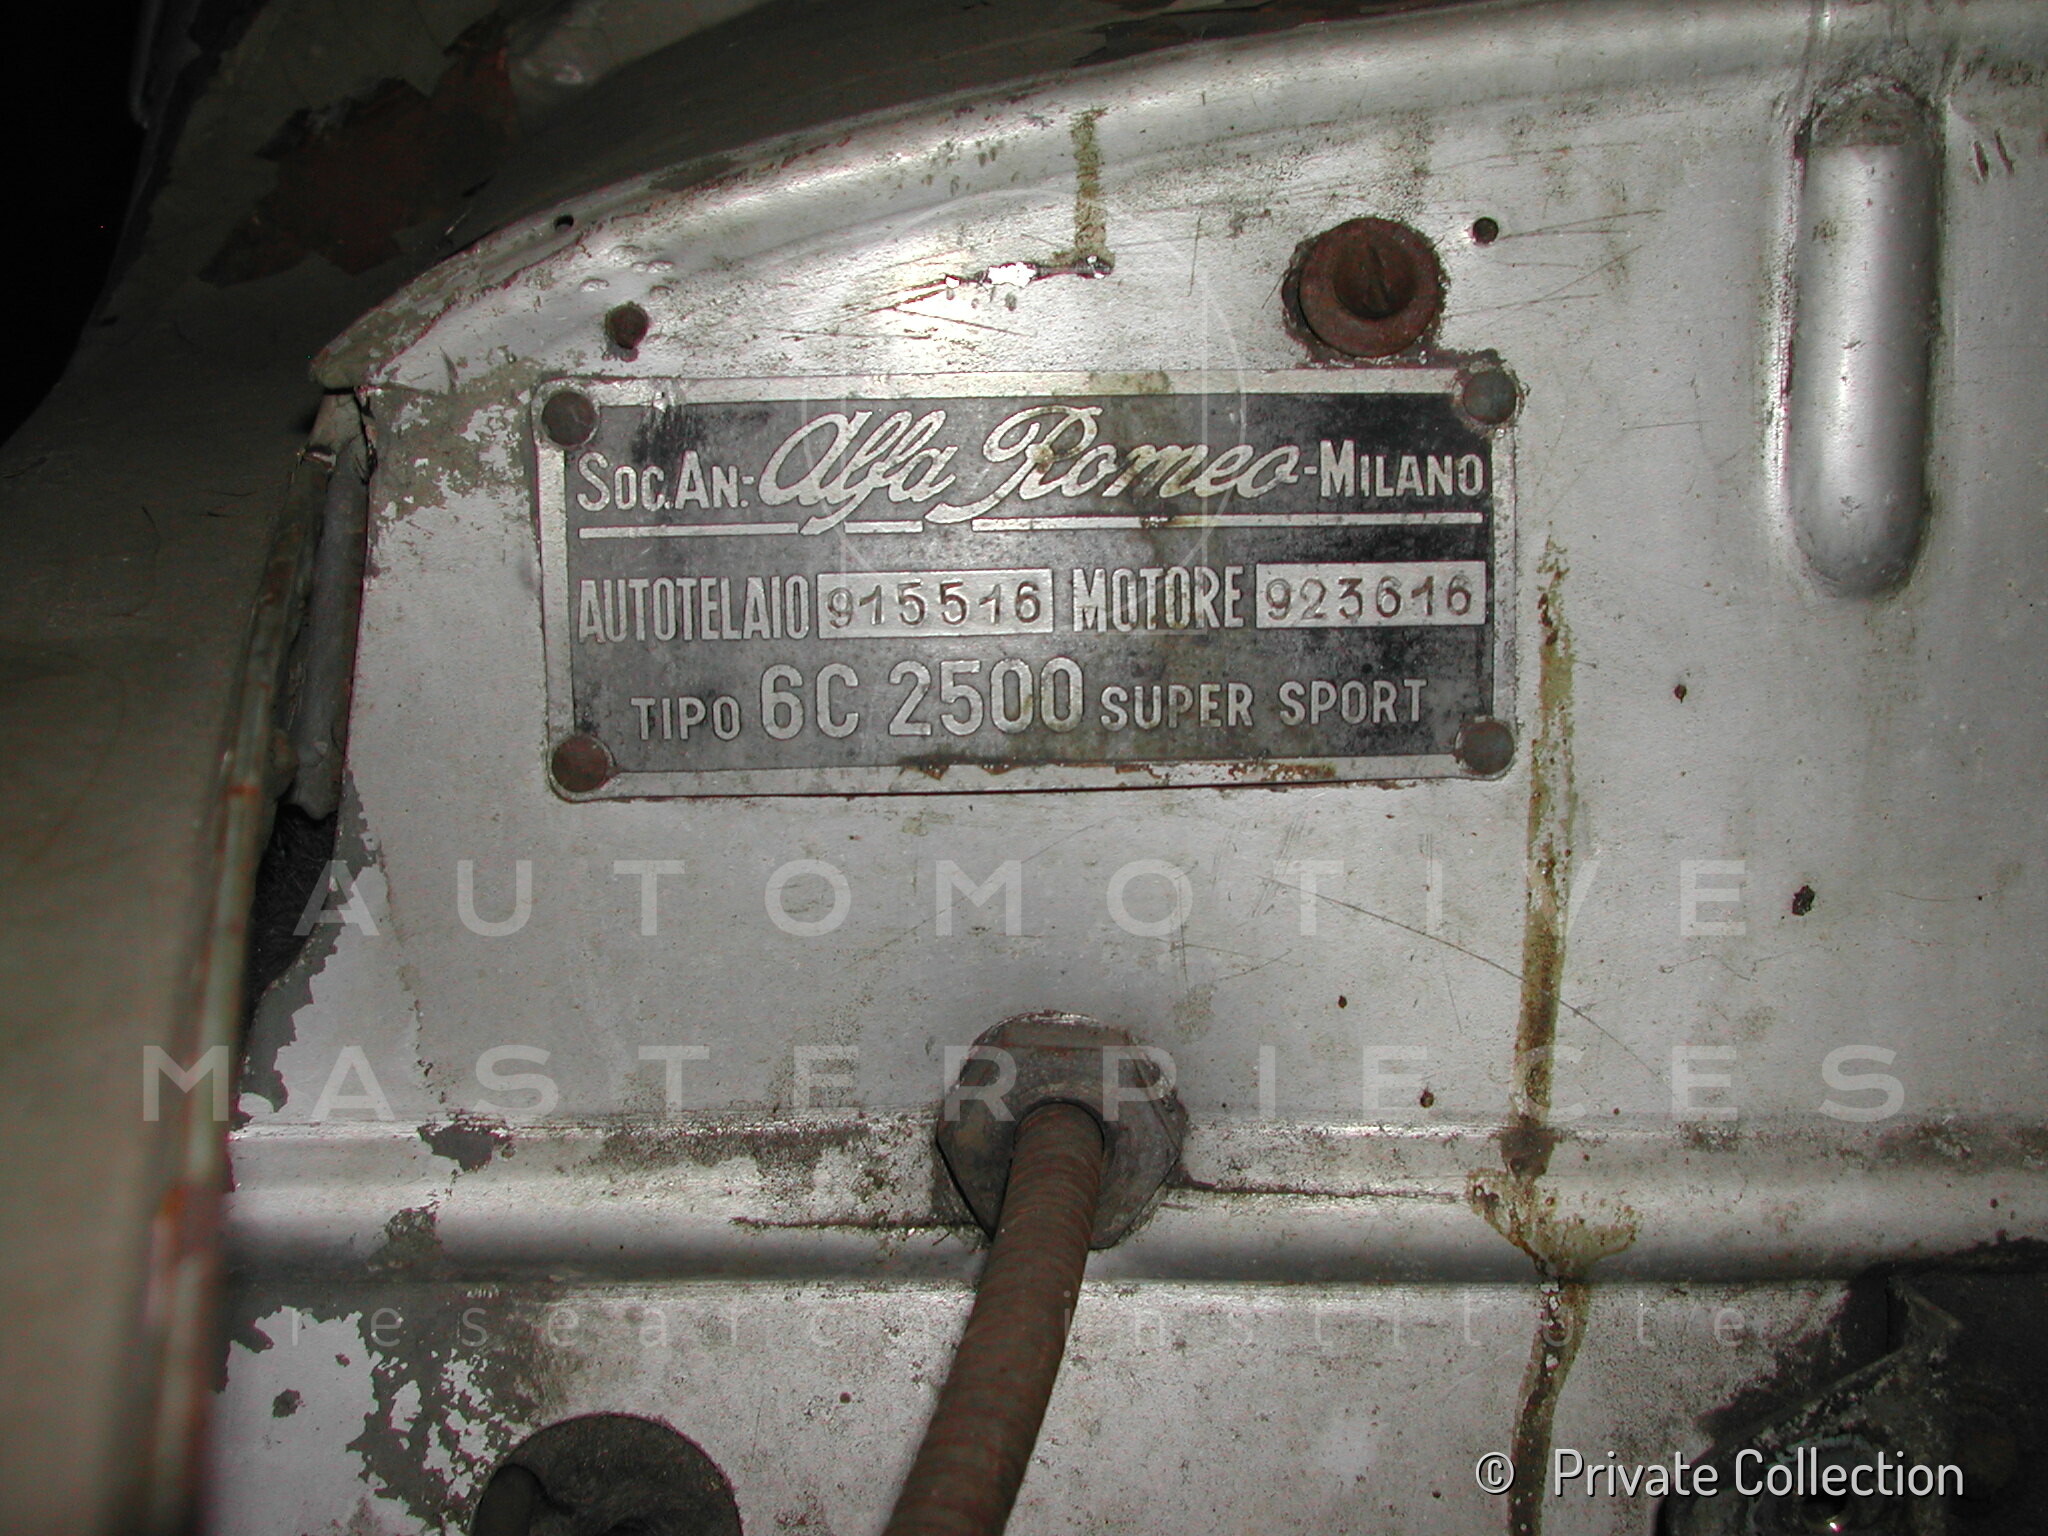 SOC. AN. - Alfa Romeo - MILANO
AUTOTELAIO 915516 MOTORE 923616
TIPO 6C 2500 SUPER SPORT
AUTOMOTIVE
MASTERPIECES
research institute
© Private Collection